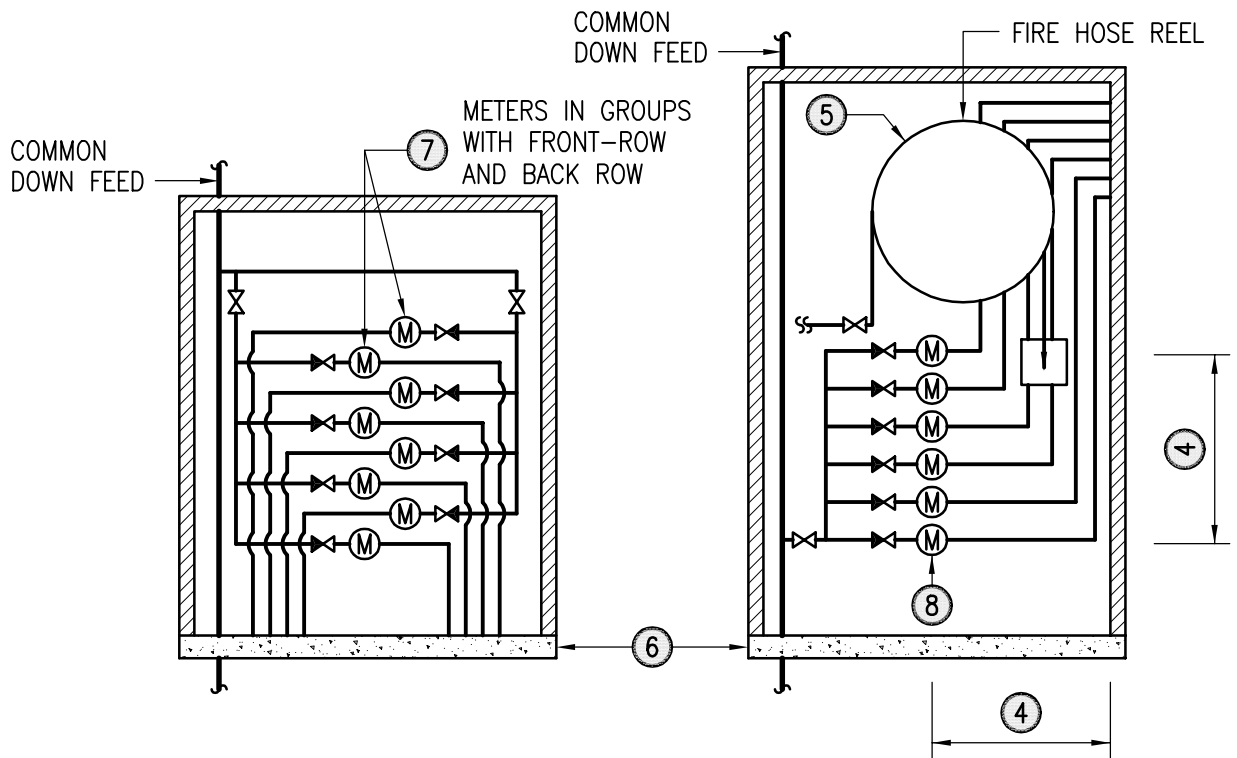 COMMON
DOWN FEED
FIRE HOSE REEL
5
METERS IN GROUPS
WITH FRONT-ROW
AND BACK ROW
7
COMMON
DOWN FEED
M
M
M
M
M
M
M
M
M
M
M
M
M
M
4
8
6
4